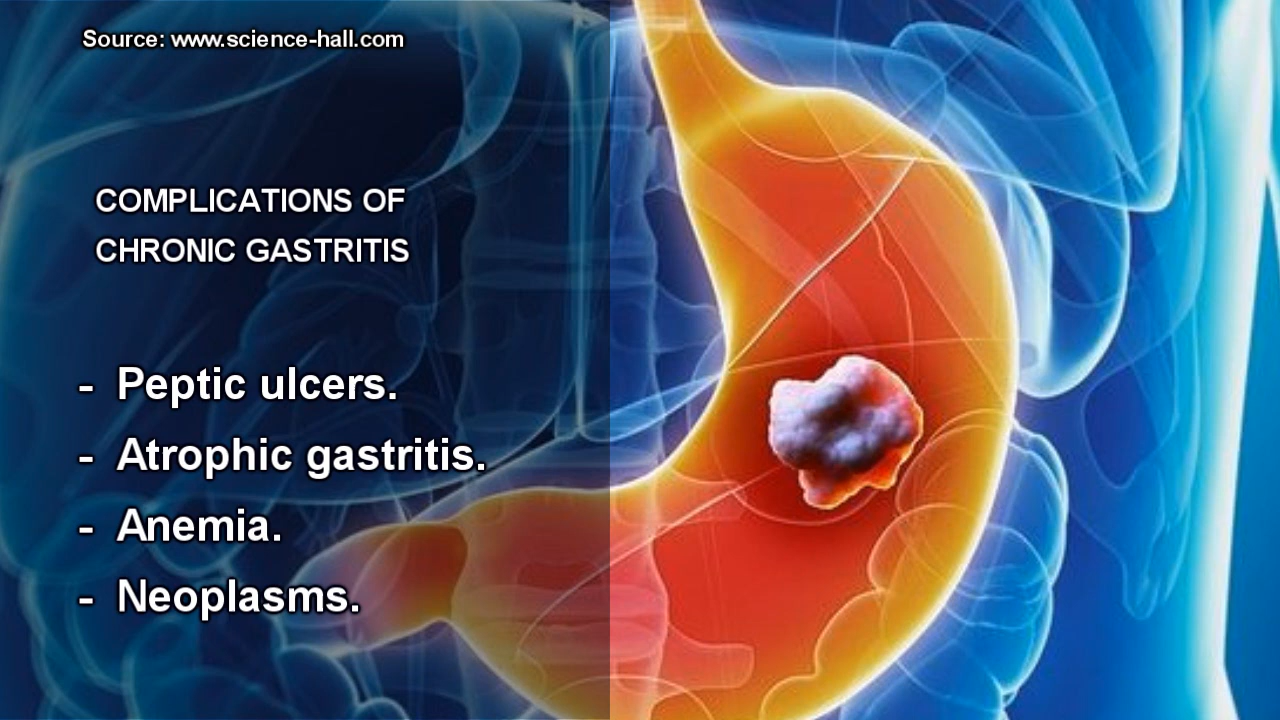 Source: www.science-hall.com
COMPLICATIONS OF
CHRONIC GASTRITIS
- Peptic ulcers.
- Atrophic gastritis.
- Anemia.
- Neoplasms.